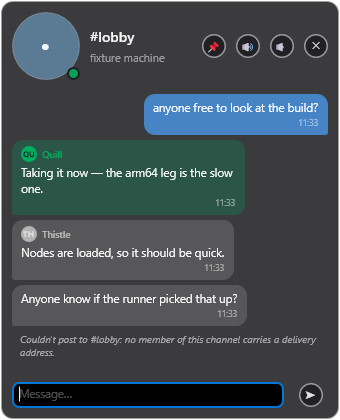 #lobby
fixture machine
anyone free to look at the build?
11:33
QU Quill
Taking it now — the arm64 leg is the slow
one.
11:33
TH Thistle
Nodes are loaded, so it should be quick.
11:33
Anyone know if the runner picked that up?
11:33
Couldn't post to #lobby: no member of this channel carries a delivery
address.
Message...